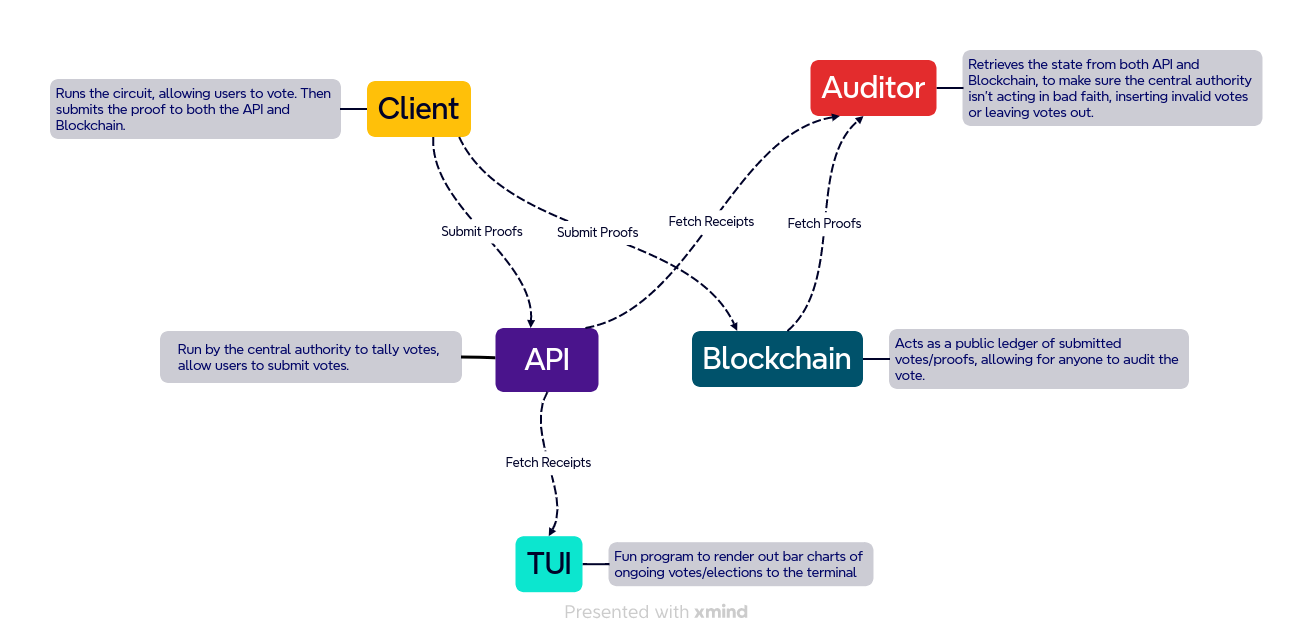 Client
Runs the circuit, allowing users to vote. Then
submits the proof to both the API and
Blockchain.
Auditor
Retrieves the state from both API and
Blockchain, to make sure the central authority
isn't acting in bad faith, inserting invalid votes
or leaving votes out.
Submit Proofs
Submit Proofs
Fetch Receipts
Fetch Proofs
Run by the central authority to tally votes,
allow users to submit votes.
API
Blockchain
Acts as a public ledger of submitted
votes/proofs, allowing for anyone to audit the
vote.
Fetch Receipts
TUI
Fun program to render out bar charts of
ongoing votes/elections to the terminal
Presented with xmind